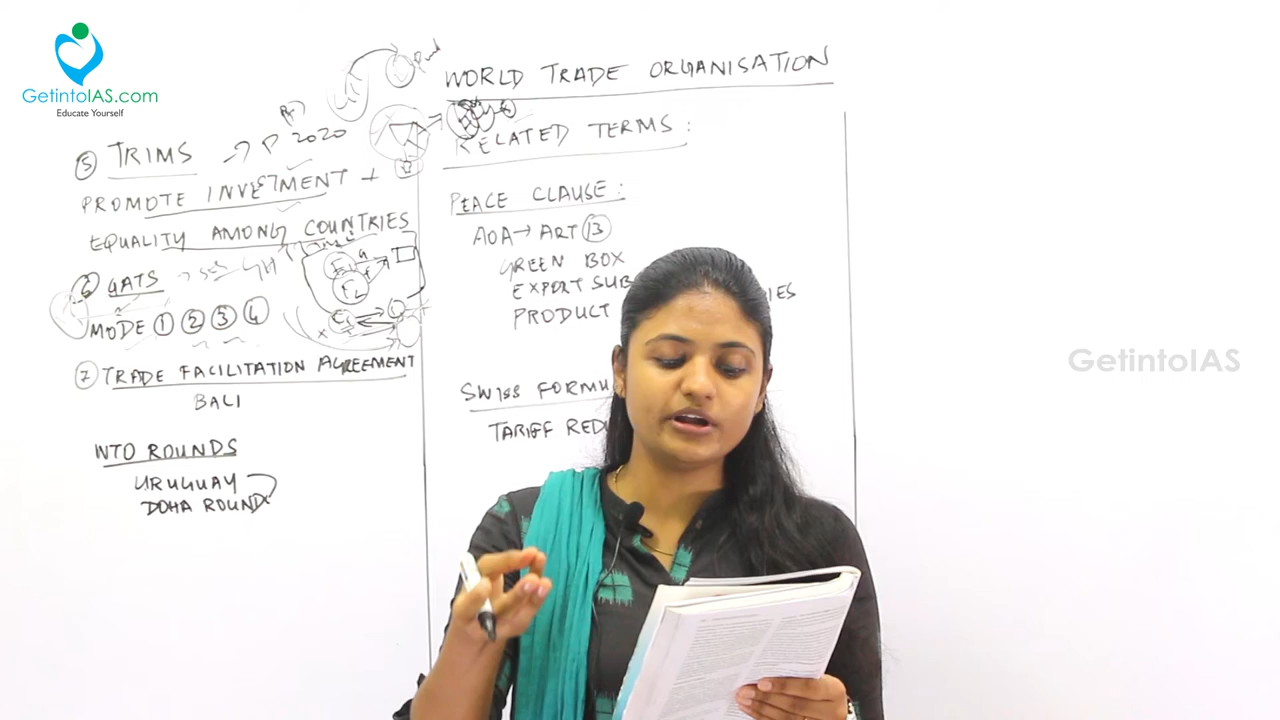 GetintoIAS.com
Educate Yourself
⑤ TRIMS → P 2020
PROMOTE INVESTMENT +
EQUALITY AMONG COUNTRIES
⑥ GATS
MODE ① ② ③ ④
⑦ TRADE FACILITATION AGREEMENT
BALI
WTO ROUNDS
URUGUAY
DOHA ROUND
WORLD TRADE ORGANISATION
RELATED TERMS :
PEACE CLAUSE :
AOA → ART ⑬
GREEN BOX
EXPORT SUB
PRODUCT IES
SWISS FORMU
TARIFF RED
GetintoIAS